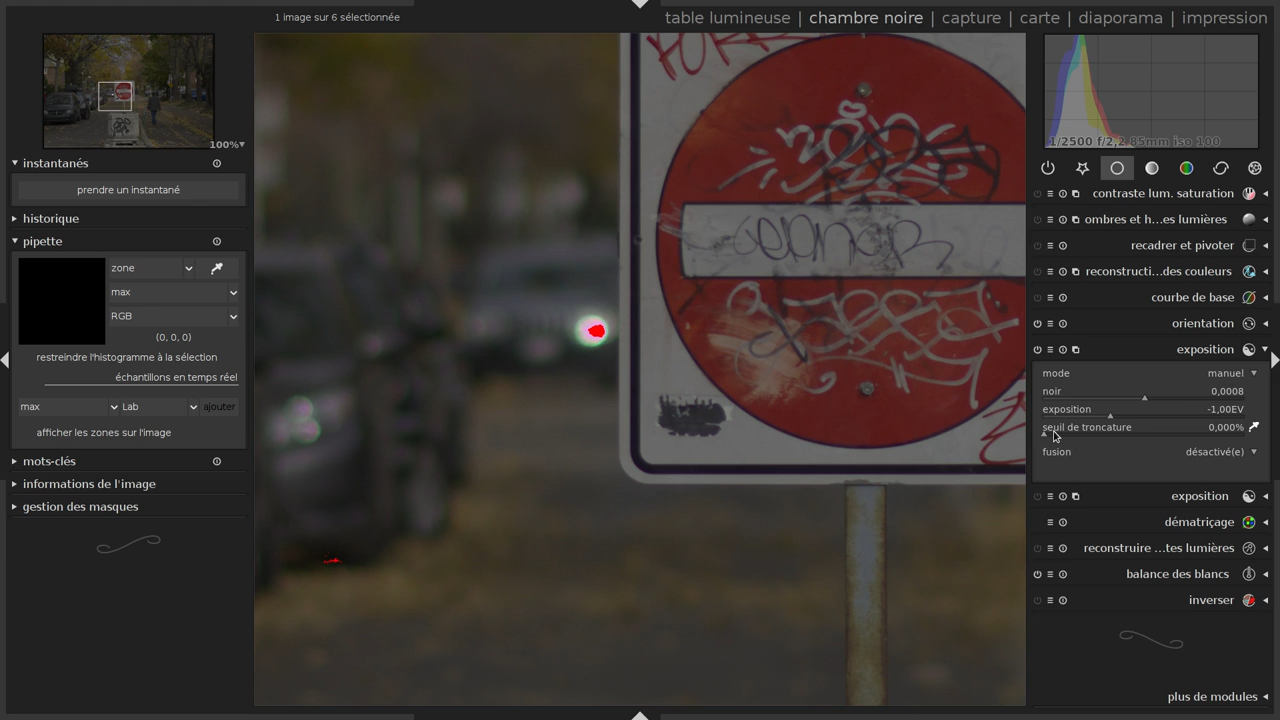 1 image sur 6 sélectionnée
table lumineuse | chambre noire | capture | carte | diaporama | impression
100%
instantanés
prendre un instantané
historique
pipette
zone
max
RGB
(0, 0, 0)
restreindre l'histogramme à la sélection
échantillons en temps réel
max Lab ajouter
afficher les zones sur l'image
mots-clés
informations de l'image
gestion des masques
1/2500 f/2,2 85mm iso 100
contraste lum. saturation
ombres et h...es lumières
recadrer et pivoter
reconstructi...des couleurs
courbe de base
orientation
exposition
mode manuel
noir 0,0008
exposition -1,00EV
seuil de troncature 0,000%
fusion désactivé(e)
exposition
dématriçage
reconstruire ...tes lumières
balance des blancs
inverser
plus de modules